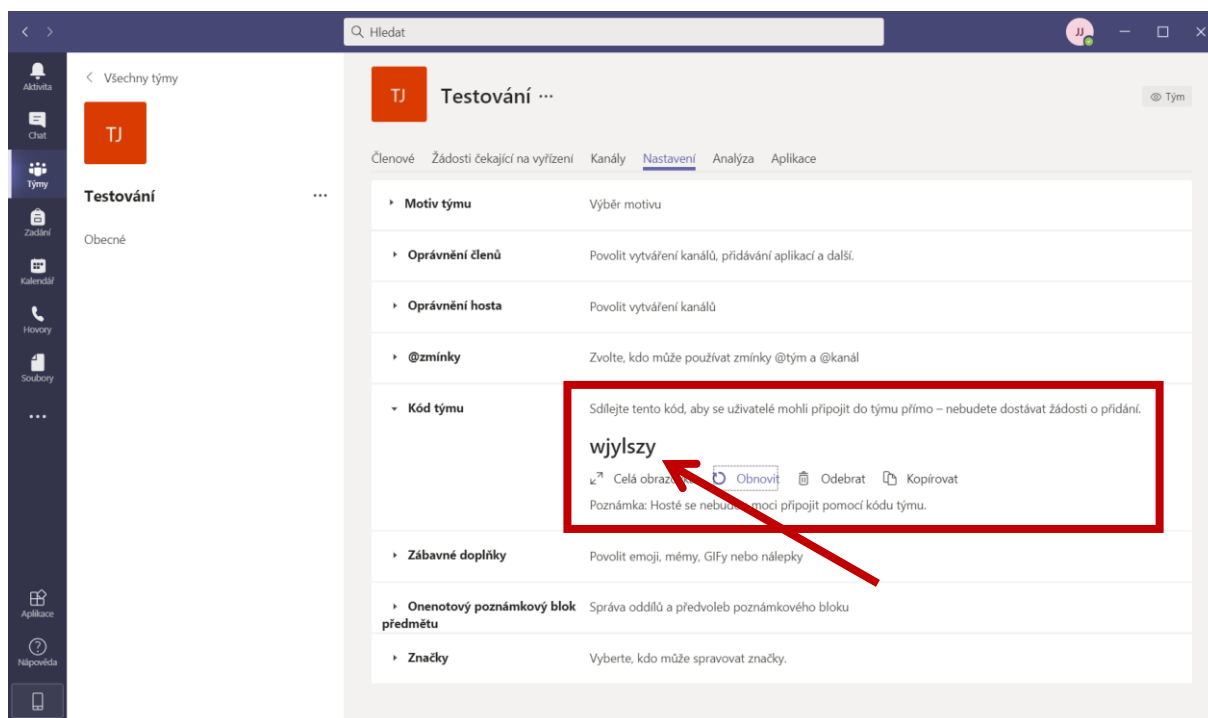 Hledat
JJ
Aktivita
Chat
Týmy
Zadání
Kalendář
Hovory
Soubory
Aplikace
Nápověda
Všechny týmy
TJ
Testování
Obecné
TJ
Testování
Tým
Členové Žádosti čekající na vyřízení Kanály Nastavení Analýza Aplikace
Motiv týmu Výběr motivu
Oprávnění členů Povolit vytváření kanálů, přidávání aplikací a další.
Oprávnění hosta Povolit vytváření kanálů
@zmínky Zvolte, kdo může používat zmínky @tým a @kanál
Kód týmu Sdílejte tento kód, aby se uživatelé mohli připojit do týmu přímo – nebudete dostávat žádosti o přidání.
wjylszy
Celá Obnovit Odebrat Kopírovat
Poznámka: Hosté se moci připojit pomocí kódu týmu.
Zábavné doplňky Povolit emoji, mémy, GIFy nebo nálepky
Onenotový poznámkový blok Správa oddílů a předvoleb poznámkového bloku
předmětu
Značky Vyberte, kdo může spravovat značky.